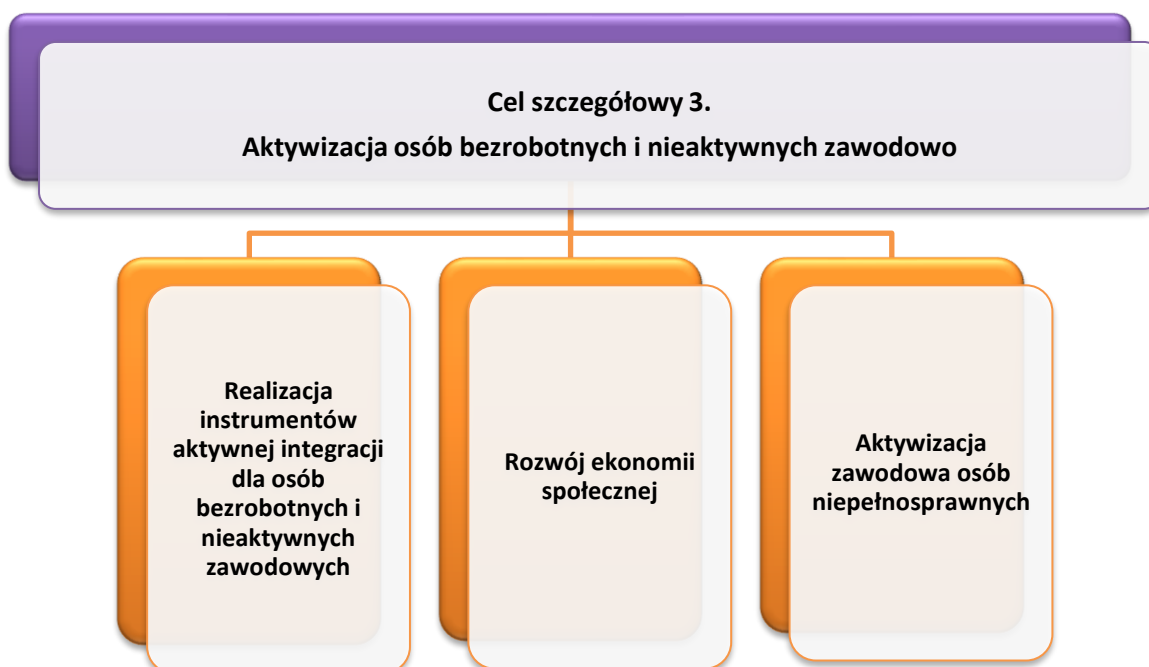 Cel szczegółowy 3.
Aktywizacja osób bezrobotnych i nieaktywnych zawodowo
Realizacja
instrumentów
aktywnej integracji
dla osób
bezrobotnych i
nieaktywnych
zawodowych
Rozwój ekonomii
społecznej
Aktywizacja
zawodowa osób
niepełnosprawnych